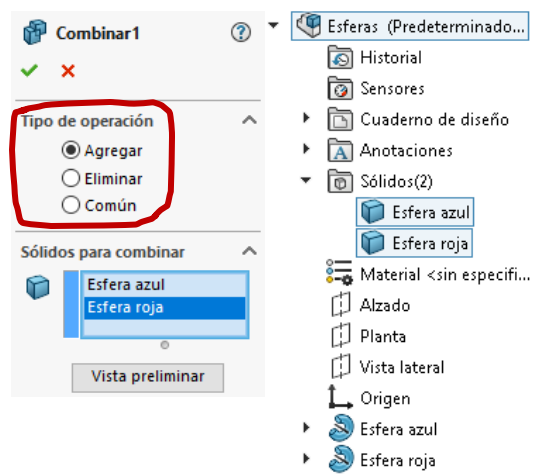 Combinar1
Tipo de operación
Agregar
Eliminar
Común
Sólidos para combinar
Esfera azul
Esfera roja
Vista preliminar
Esferas (Predeterminado...
Historial
Sensores
Cuaderno de diseño
Anotaciones
Sólidos(2)
Esfera azul
Esfera roja
Material <sin especifi...
Alzado
Planta
Vista lateral
Origen
Esfera azul
Esfera roja